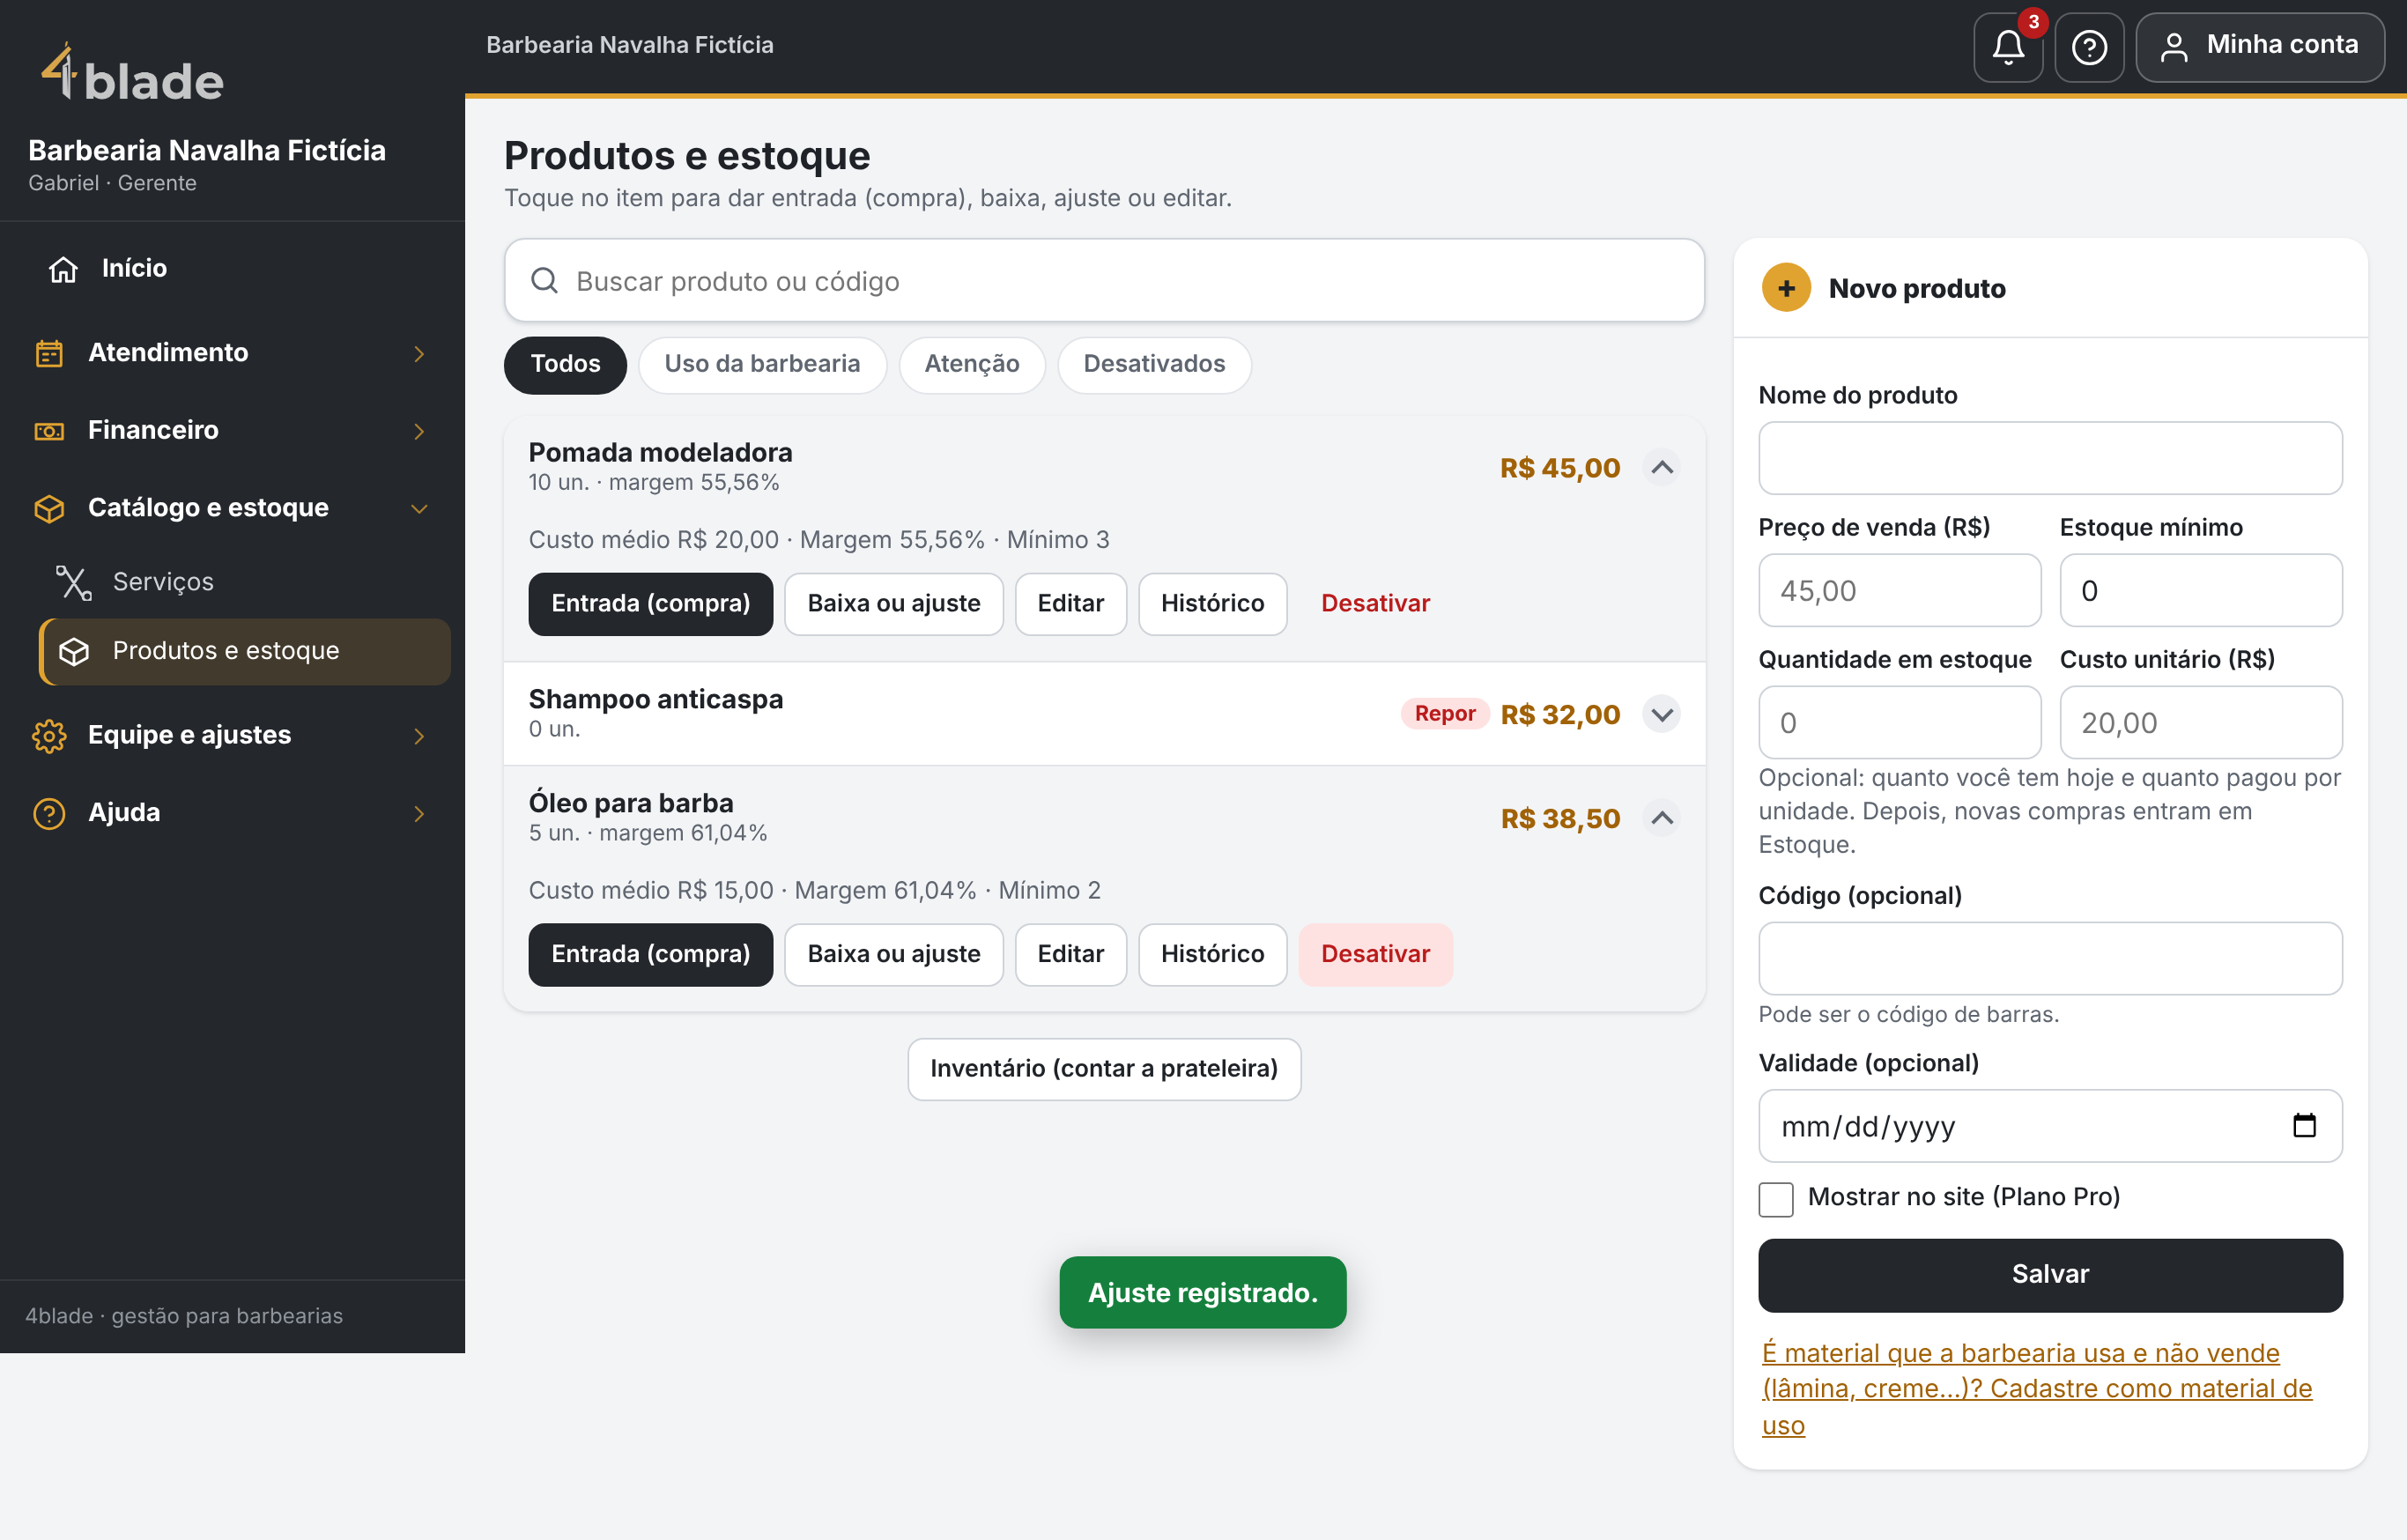 4blade
Barbearia Navalha Fictícia
Gabriel · Gerente
Início
Atendimento
Financeiro
Catálogo e estoque
Serviços
Produtos e estoque
Equipe e ajustes
Ajuda
4blade · gestão para barbearias
Barbearia Navalha Fictícia
3
Minha conta
Produtos e estoque
Toque no item para dar entrada (compra), baixa, ajuste ou editar.
Buscar produto ou código
Todos
Uso da barbearia
Atenção
Desativados
Pomada modeladora
10 un. · margem 55,56%
R$ 45,00
Custo médio R$ 20,00 · Margem 55,56% · Mínimo 3
Entrada (compra)
Baixa ou ajuste
Editar
Histórico
Desativar
Shampoo anticaspa
0 un.
Repor
R$ 32,00
Óleo para barba
5 un. · margem 61,04%
R$ 38,50
Custo médio R$ 15,00 · Margem 61,04% · Mínimo 2
Entrada (compra)
Baixa ou ajuste
Editar
Histórico
Desativar
Inventário (contar a prateleira)
Ajuste registrado.
Novo produto
Nome do produto
Preço de venda (R$)
Estoque mínimo
45,00
0
Quantidade em estoque
Custo unitário (R$)
0
20,00
Opcional: quanto você tem hoje e quanto pagou por
unidade. Depois, novas compras entram em
Estoque.
Código (opcional)
Pode ser o código de barras.
Validade (opcional)
mm/dd/yyyy
Mostrar no site (Plano Pro)
Salvar
É material que a barbearia usa e não vende
(lâmina, creme...)? Cadastre como material de
uso